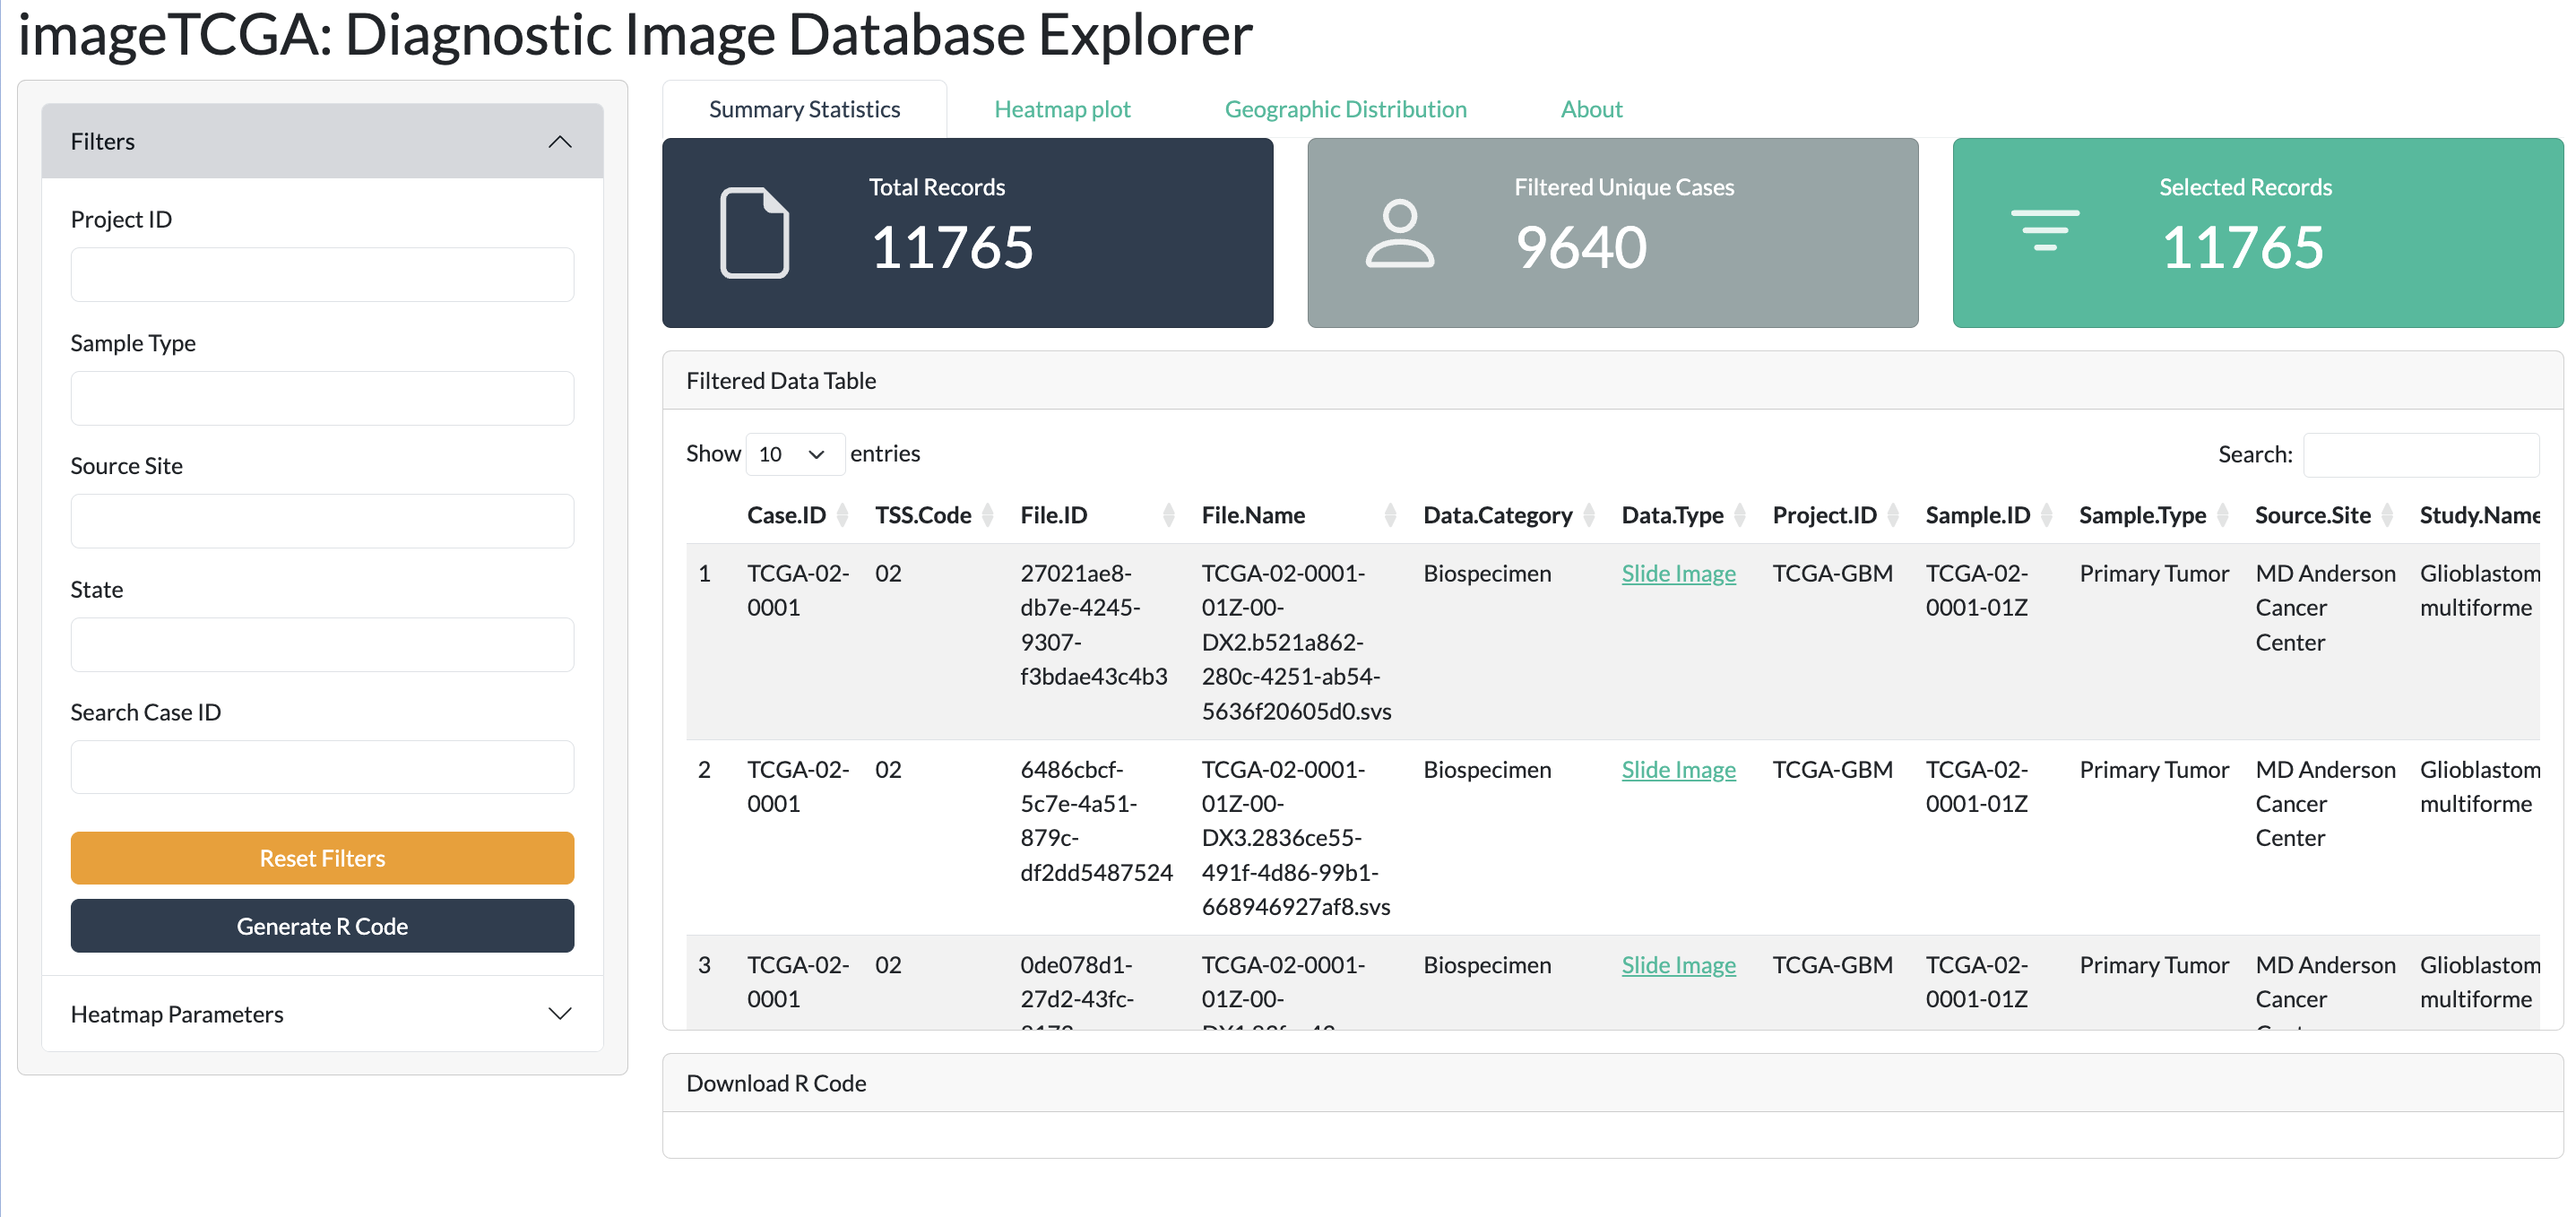 imageTCGA: Diagnostic Image Database Explorer
Filters
Project ID
Sample Type
Source Site
State
Search Case ID
Reset Filters
Generate R Code
Heatmap Parameters
Summary Statistics Heatmap plot Geographic Distribution About
Total Records
11765
Filtered Unique Cases
9640
Selected Records
11765
Filtered Data Table
Show 10 entries Search:
Case.ID TSS.Code File.ID File.Name Data.Category Data.Type Project.ID Sample.ID Sample.Type Source.Site Study.Name
1 TCGA-02- 02 27021ae8- TCGA-02-0001- Biospecimen Slide Image TCGA-GBM TCGA-02- Primary Tumor MD Anderson Glioblastom
0001 db7e-4245- 01Z-00- 0001-01Z Cancer multiforme
9307- DX2.b521a862- Center
f3bdae43c4b3 280c-4251-ab54-
5636f20605d0.svs
2 TCGA-02- 02 6486cbcf- TCGA-02-0001- Biospecimen Slide Image TCGA-GBM TCGA-02- Primary Tumor MD Anderson Glioblastom
0001 5c7e-4a51- 01Z-00- 0001-01Z Cancer multiforme
879c- DX3.2836ce55- Center
df2dd5487524 491f-4d86-99b1-
668946927af8.svs
3 TCGA-02- 02 0de078d1- TCGA-02-0001- Biospecimen Slide Image TCGA-GBM TCGA-02- Primary Tumor MD Anderson Glioblastom
0001 27d2-43fc- 01Z-00- 0001-01Z Cancer multiforme
Download R Code